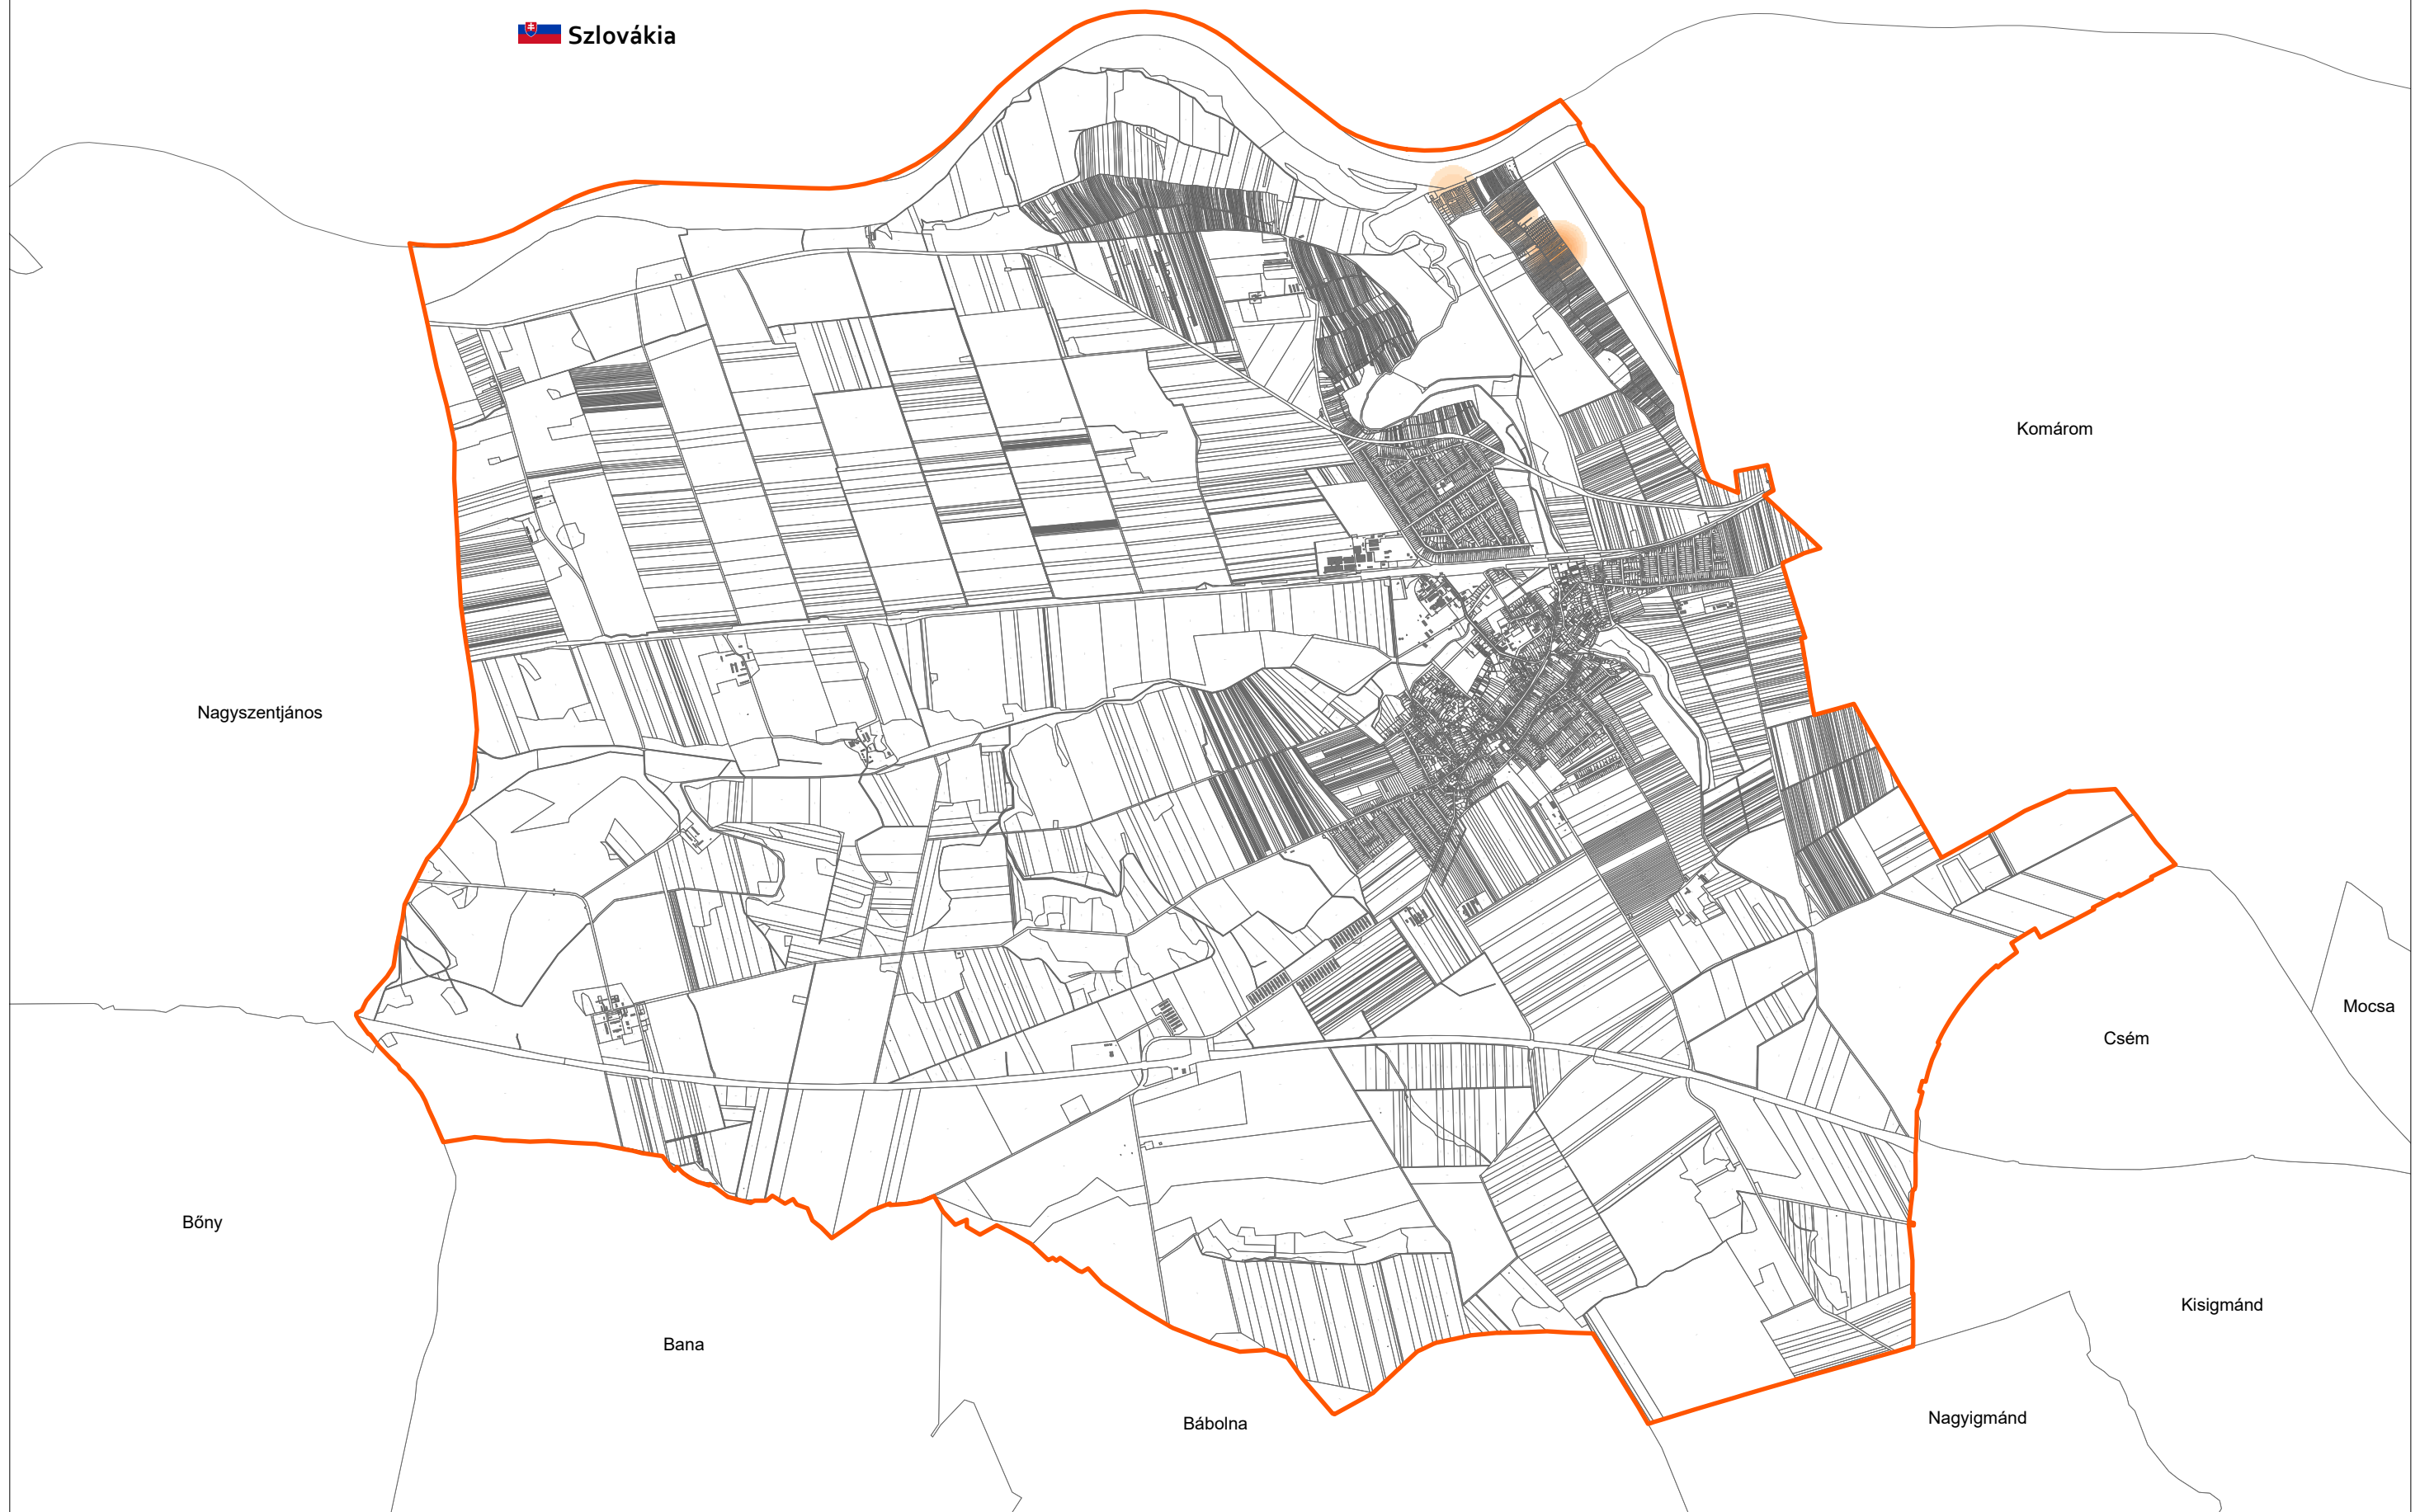 Szlovákia
Komárom
Nagyszentjános
Mocsa
Csém
Bőny
Kisigmánd
Bana
Nagyigmánd
Bábolna